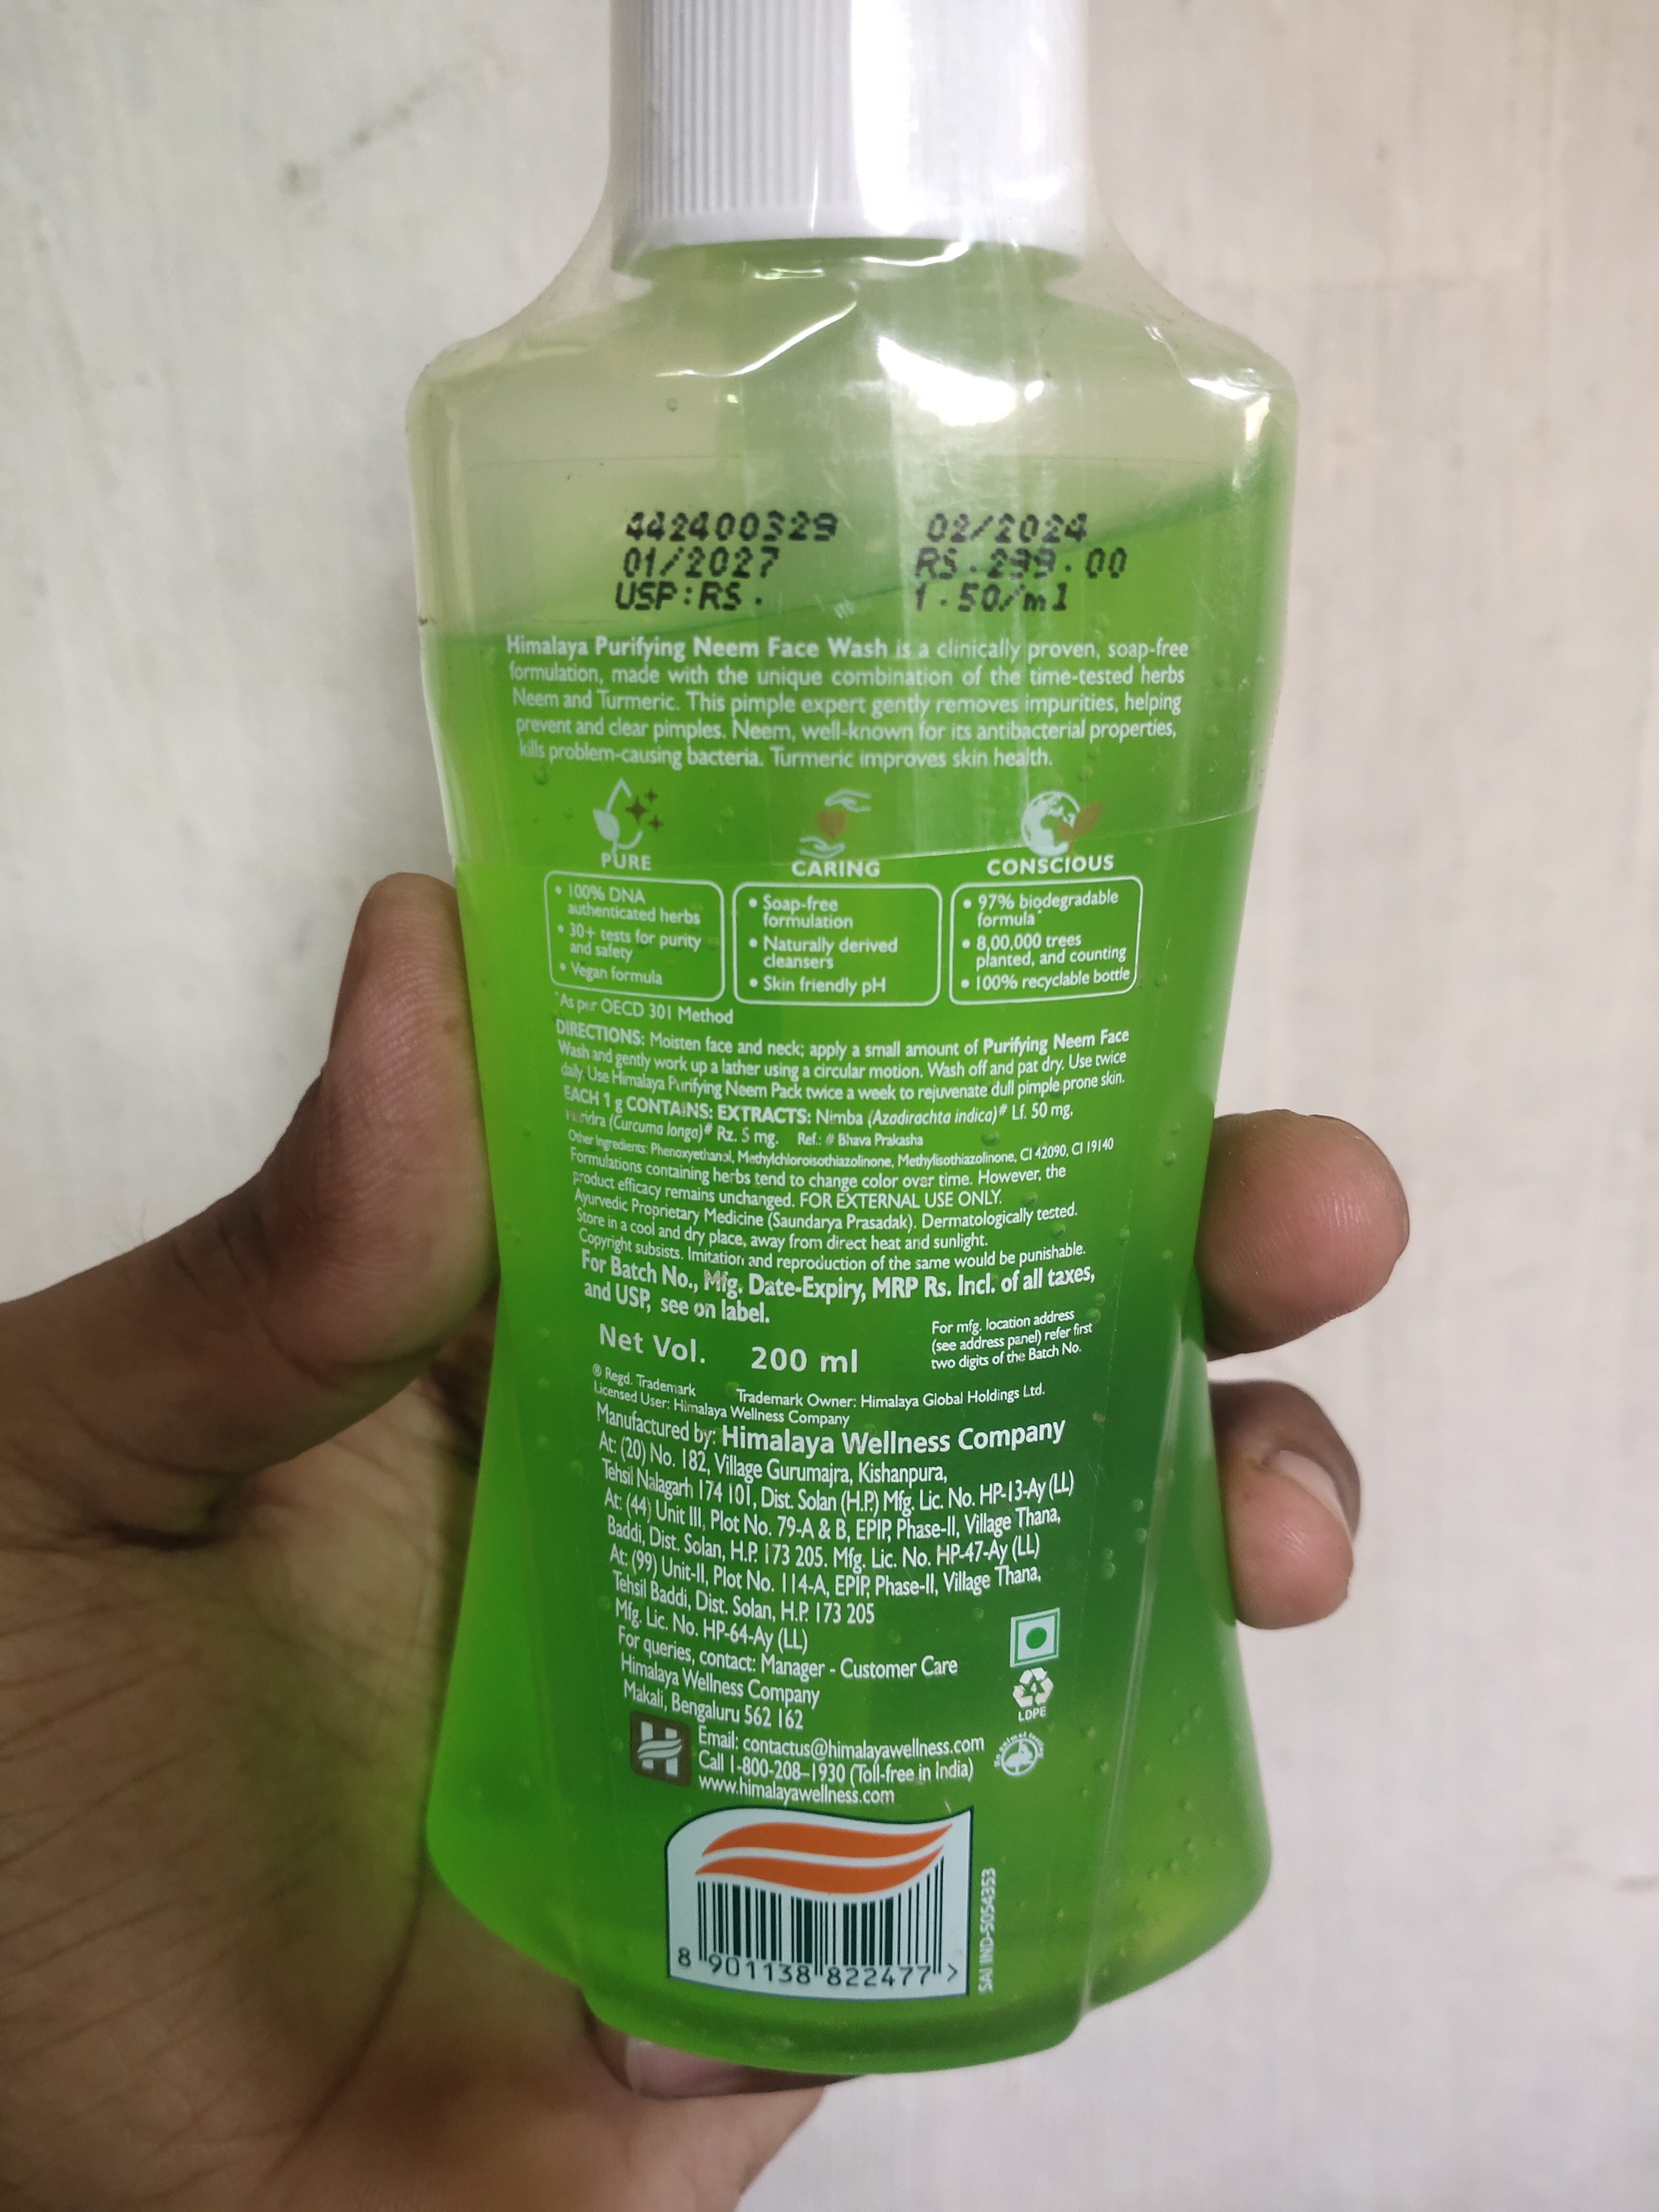 442400329 02/2024
01/2027 RS.299.00
USP:RS. 1.50/ml
Himalaya Purifying Neem Face Wash is a clinically proven, soap-free
formulation, made with the unique combination of the time-tested herbs
Neem and Turmeric. This pimple expert gently removes impurities, helping
prevent and clear pimples. Neem, well-known for its antibacterial properties,
kills problem-causing bacteria. Turmeric improves skin health.
PURE
• 100% DNA
authenticated herbs
• 30+ tests for purity
and safety
• Vegan formula
CARING
• Soap-free
formulation
• Naturally derived
cleansers
• Skin friendly pH
CONSCIOUS
• 97% biodegradable
formula^
• 8,00,000 trees
planted, and counting
• 100% recyclable bottle
^As per OECD 301 Method
DIRECTIONS: Moisten face and neck; apply a small amount of Purifying Neem Face
Wash and gently work up a lather using a circular motion. Wash off and pat dry. Use twice
daily. Use Himalaya Purifying Neem Pack twice a week to rejuvenate dull pimple prone skin.
EACH 1 g CONTAINS: EXTRACTS: Nimba (Azadirachta indica)# Lf. 50 mg,
Haridra (Curcuma longa)# Rz. 5 mg. Ref.: # Bhava Prakasha
Other Ingredients: Phenoxyethanol, Methylchloroisothiazolinone, Methylisothiazolinone, CI 42090, CI 19140
Formulations containing herbs tend to change color over time. However, the
product efficacy remains unchanged. FOR EXTERNAL USE ONLY.
Ayurvedic Proprietary Medicine (Saundarya Prasadak). Dermatologically tested.
Store in a cool and dry place, away from direct heat and sunlight.
Copyright subsists. Imitation and reproduction of the same would be punishable.
For Batch No., Mfg. Date-Expiry, MRP Rs. Incl. of all taxes,
and USP, see on label.
Net Vol. 200 ml
For mfg. location address
(see address panel) refer first
two digits of the Batch No.
® Regd. Trademark Trademark Owner: Himalaya Global Holdings Ltd.
Licensed User: Himalaya Wellness Company
Manufactured by: Himalaya Wellness Company
At: (20) No. 182, Village Gurumajra, Kishanpura,
Tehsil Nalagarh 174 101, Dist. Solan (H.P.) Mfg. Lic. No. HP-13-Ay (LL)
At: (44) Unit III, Plot No. 79-A & B, EPIP, Phase-II, Village Thana,
Baddi, Dist. Solan, H.P. 173 205. Mfg. Lic. No. HP-47-Ay (LL)
At: (99) Unit-II, Plot No. 114-A, EPIP, Phase-II, Village Thana,
Tehsil Baddi, Dist. Solan, H.P. 173 205
Mfg. Lic. No. HP-64-Ay (LL)
For queries, contact: Manager - Customer Care
Himalaya Wellness Company
Makali, Bengaluru 562 162
4
LDPE
Email: contactus@himalayawellness.com
Call 1-800-208-1930 (Toll-free in India)
www.himalayawellness.com
8 901138 822477 >
SAJ IND-5054353